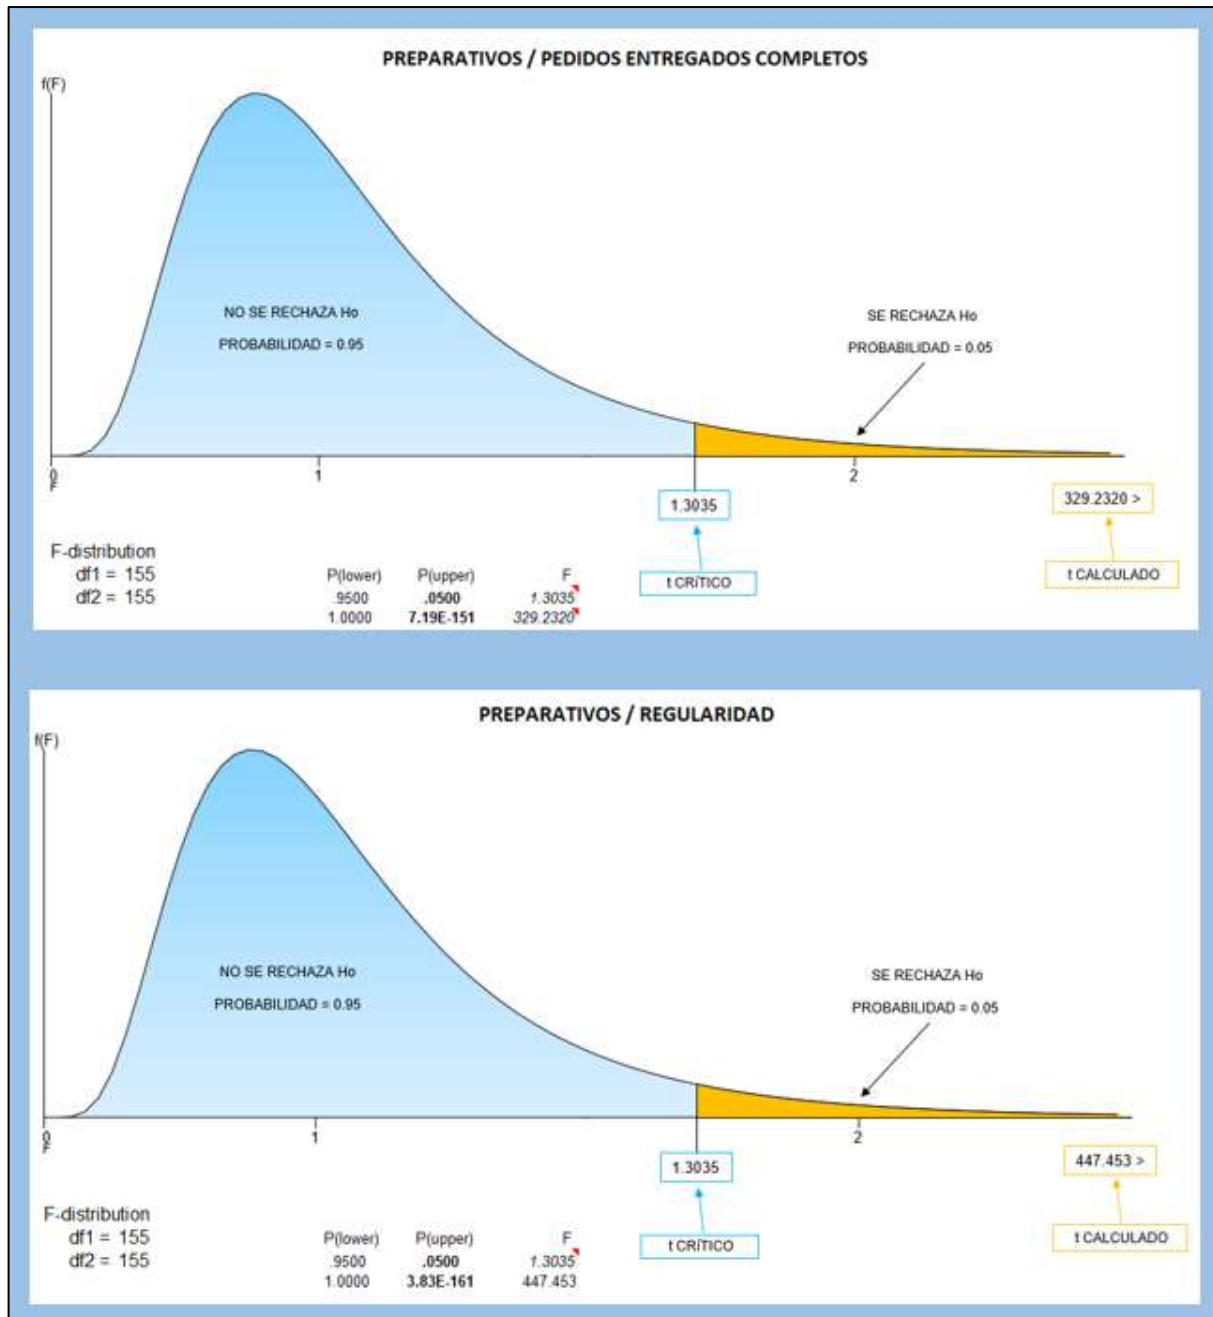 PREPARATIVOS / PEDIDOS ENTREGADOS COMPLETOS
f(F)
NO SE RECHAZA Ho
PROBABILIDAD = 0.95
SE RECHAZA Ho
PROBABILIDAD = 0.05
0
1
2
F
1.3035
329.2320 >
t CRÍTICO
t CALCULADO
F-distribution
df1 = 155
df2 = 155
P(lower) P(upper) F
.9500 .0500 1.3035
1.0000 7.19E-151 329.2320
PREPARATIVOS / REGULARIDAD
f(F)
NO SE RECHAZA Ho
PROBABILIDAD = 0.95
SE RECHAZA Ho
PROBABILIDAD = 0.05
0
1
2
F
1.3035
447.453 >
t CRÍTICO
t CALCULADO
F-distribution
df1 = 155
df2 = 155
P(lower) P(upper) F
.9500 .0500 1.3035
1.0000 3.83E-161 447.453